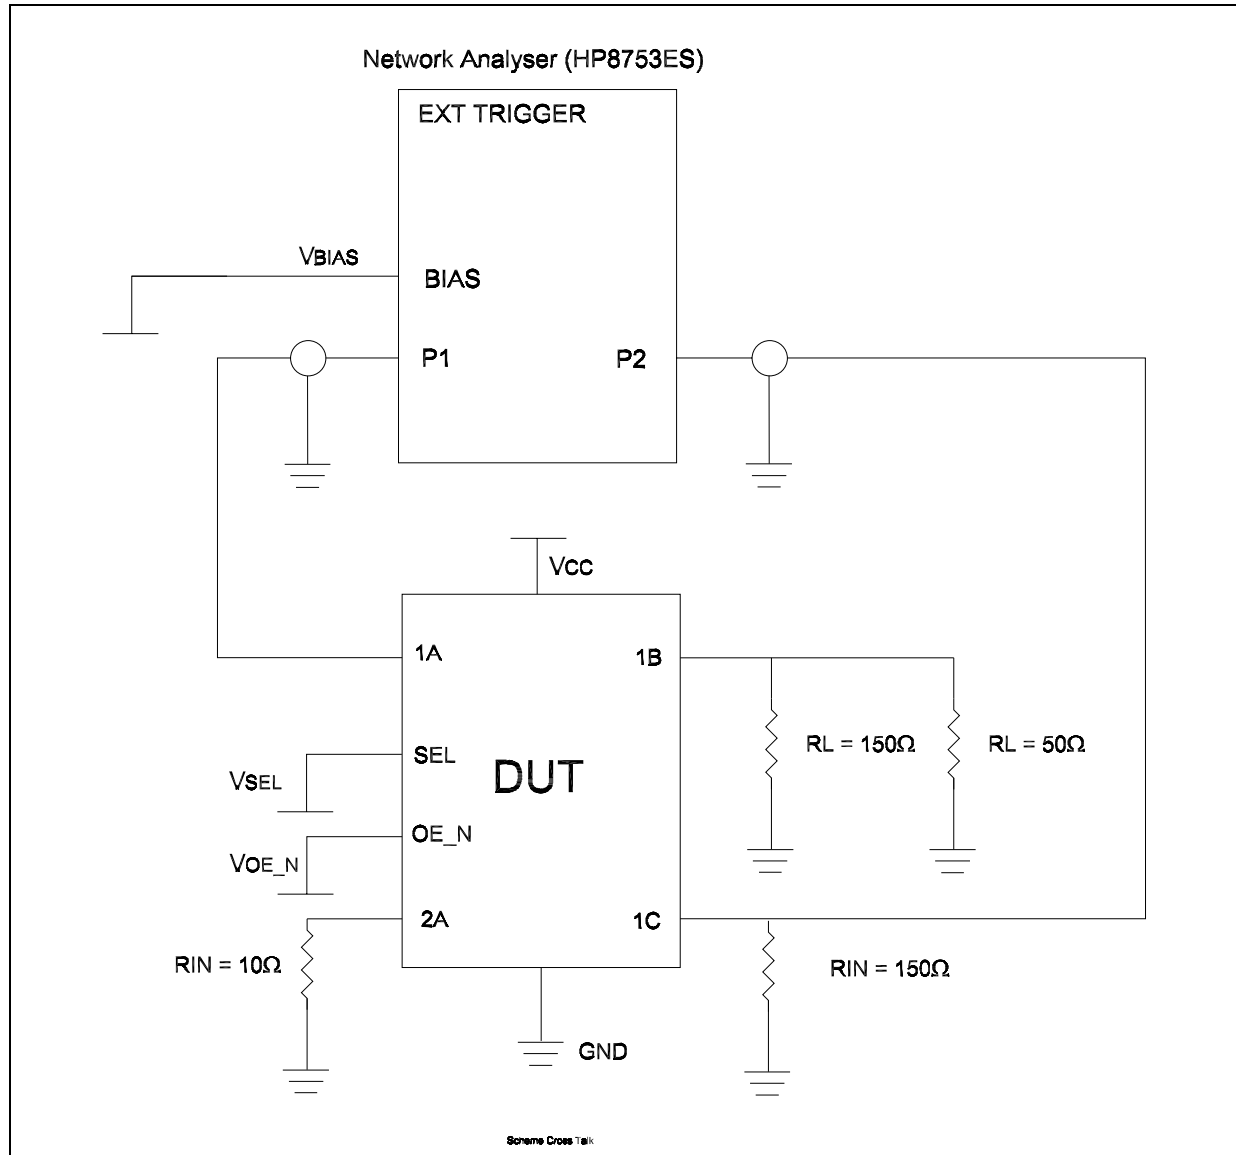 Network Analyser (HP8753ES)
EXT TRIGGER
VBIAS
BIAS
P1
P2
VCC
1A
1B
RL = 150Ω
RL = 50Ω
SEL
DUT
VSEL
OE_N
VOE_N
2A
1C
RIN = 10Ω
RIN = 150Ω
GND
Scheme Cross Talk